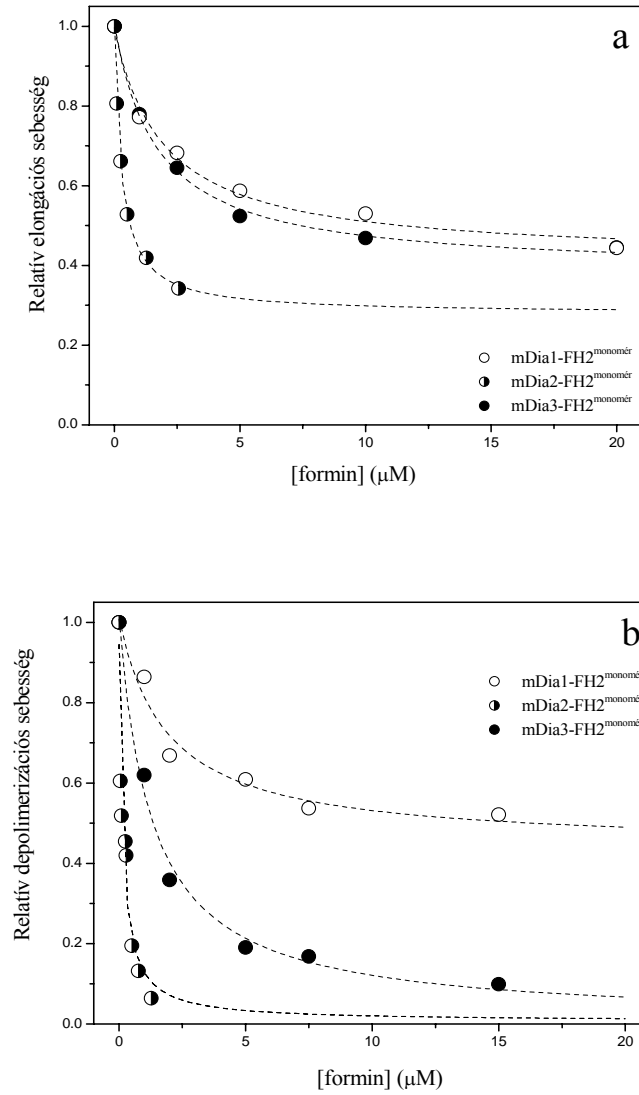 a
1.0
0.8
0.6
0.4
0.2
0.0
Relatív elongációs sebesség
mDia1-FH2monomér
mDia2-FH2monomér
mDia3-FH2monomér
0 5 10 15 20
[formin] (μM)
b
1.0
0.8
0.6
0.4
0.2
0.0
Relatív depolimerizációs sebesség
mDia1-FH2monomér
mDia2-FH2monomér
mDia3-FH2monomér
0 5 10 15 20
[formin] (μM)